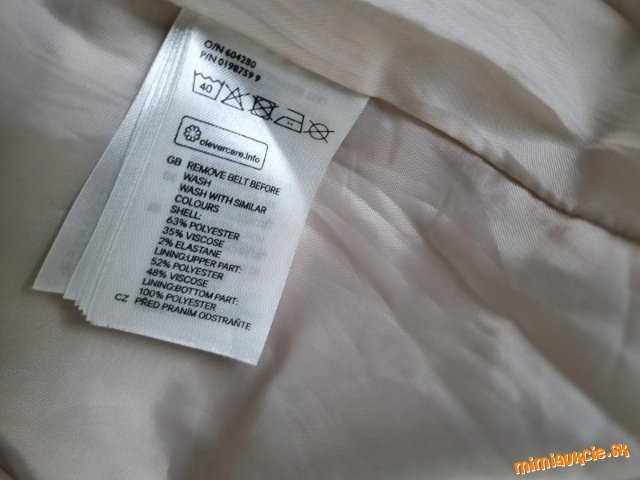 O/N 604280
P/N 0198759 9
40
clevercare.info
GB REMOVE BELT BEFORE
WASH
WASH WITH SIMILAR
COLOURS
SHELL:
63% POLYESTER
35% VISCOSE
2% ELASTANE
LINING:UPPER PART:
52% POLYESTER
48% VISCOSE
LINING:BOTTOM PART:
100% POLYESTER
CZ PŘED PRANÍM ODSTRAŇTE
mimiaukcie.sk